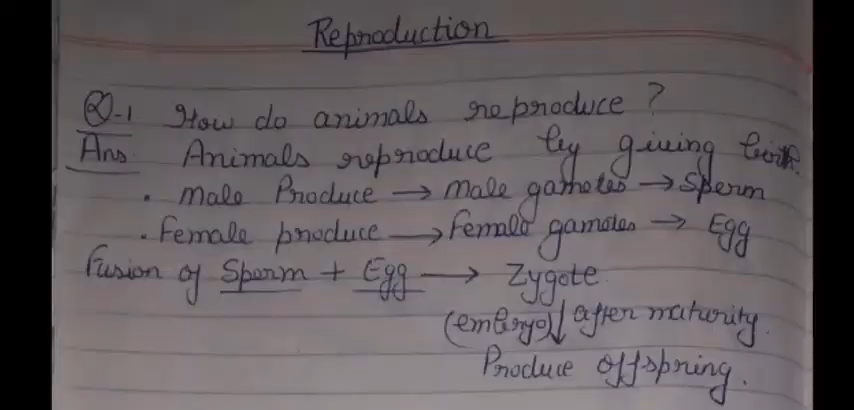 Reproduction
Q-1 How do animals reproduce ?
Ans Animals reproduce by giving birth.
. Male Produce → Male gametes → Sperm
. Female produce → Female gametes → Egg
Fusion of Sperm + Egg → Zygote
(embryo) ↓ after maturity.
Produce offspring.